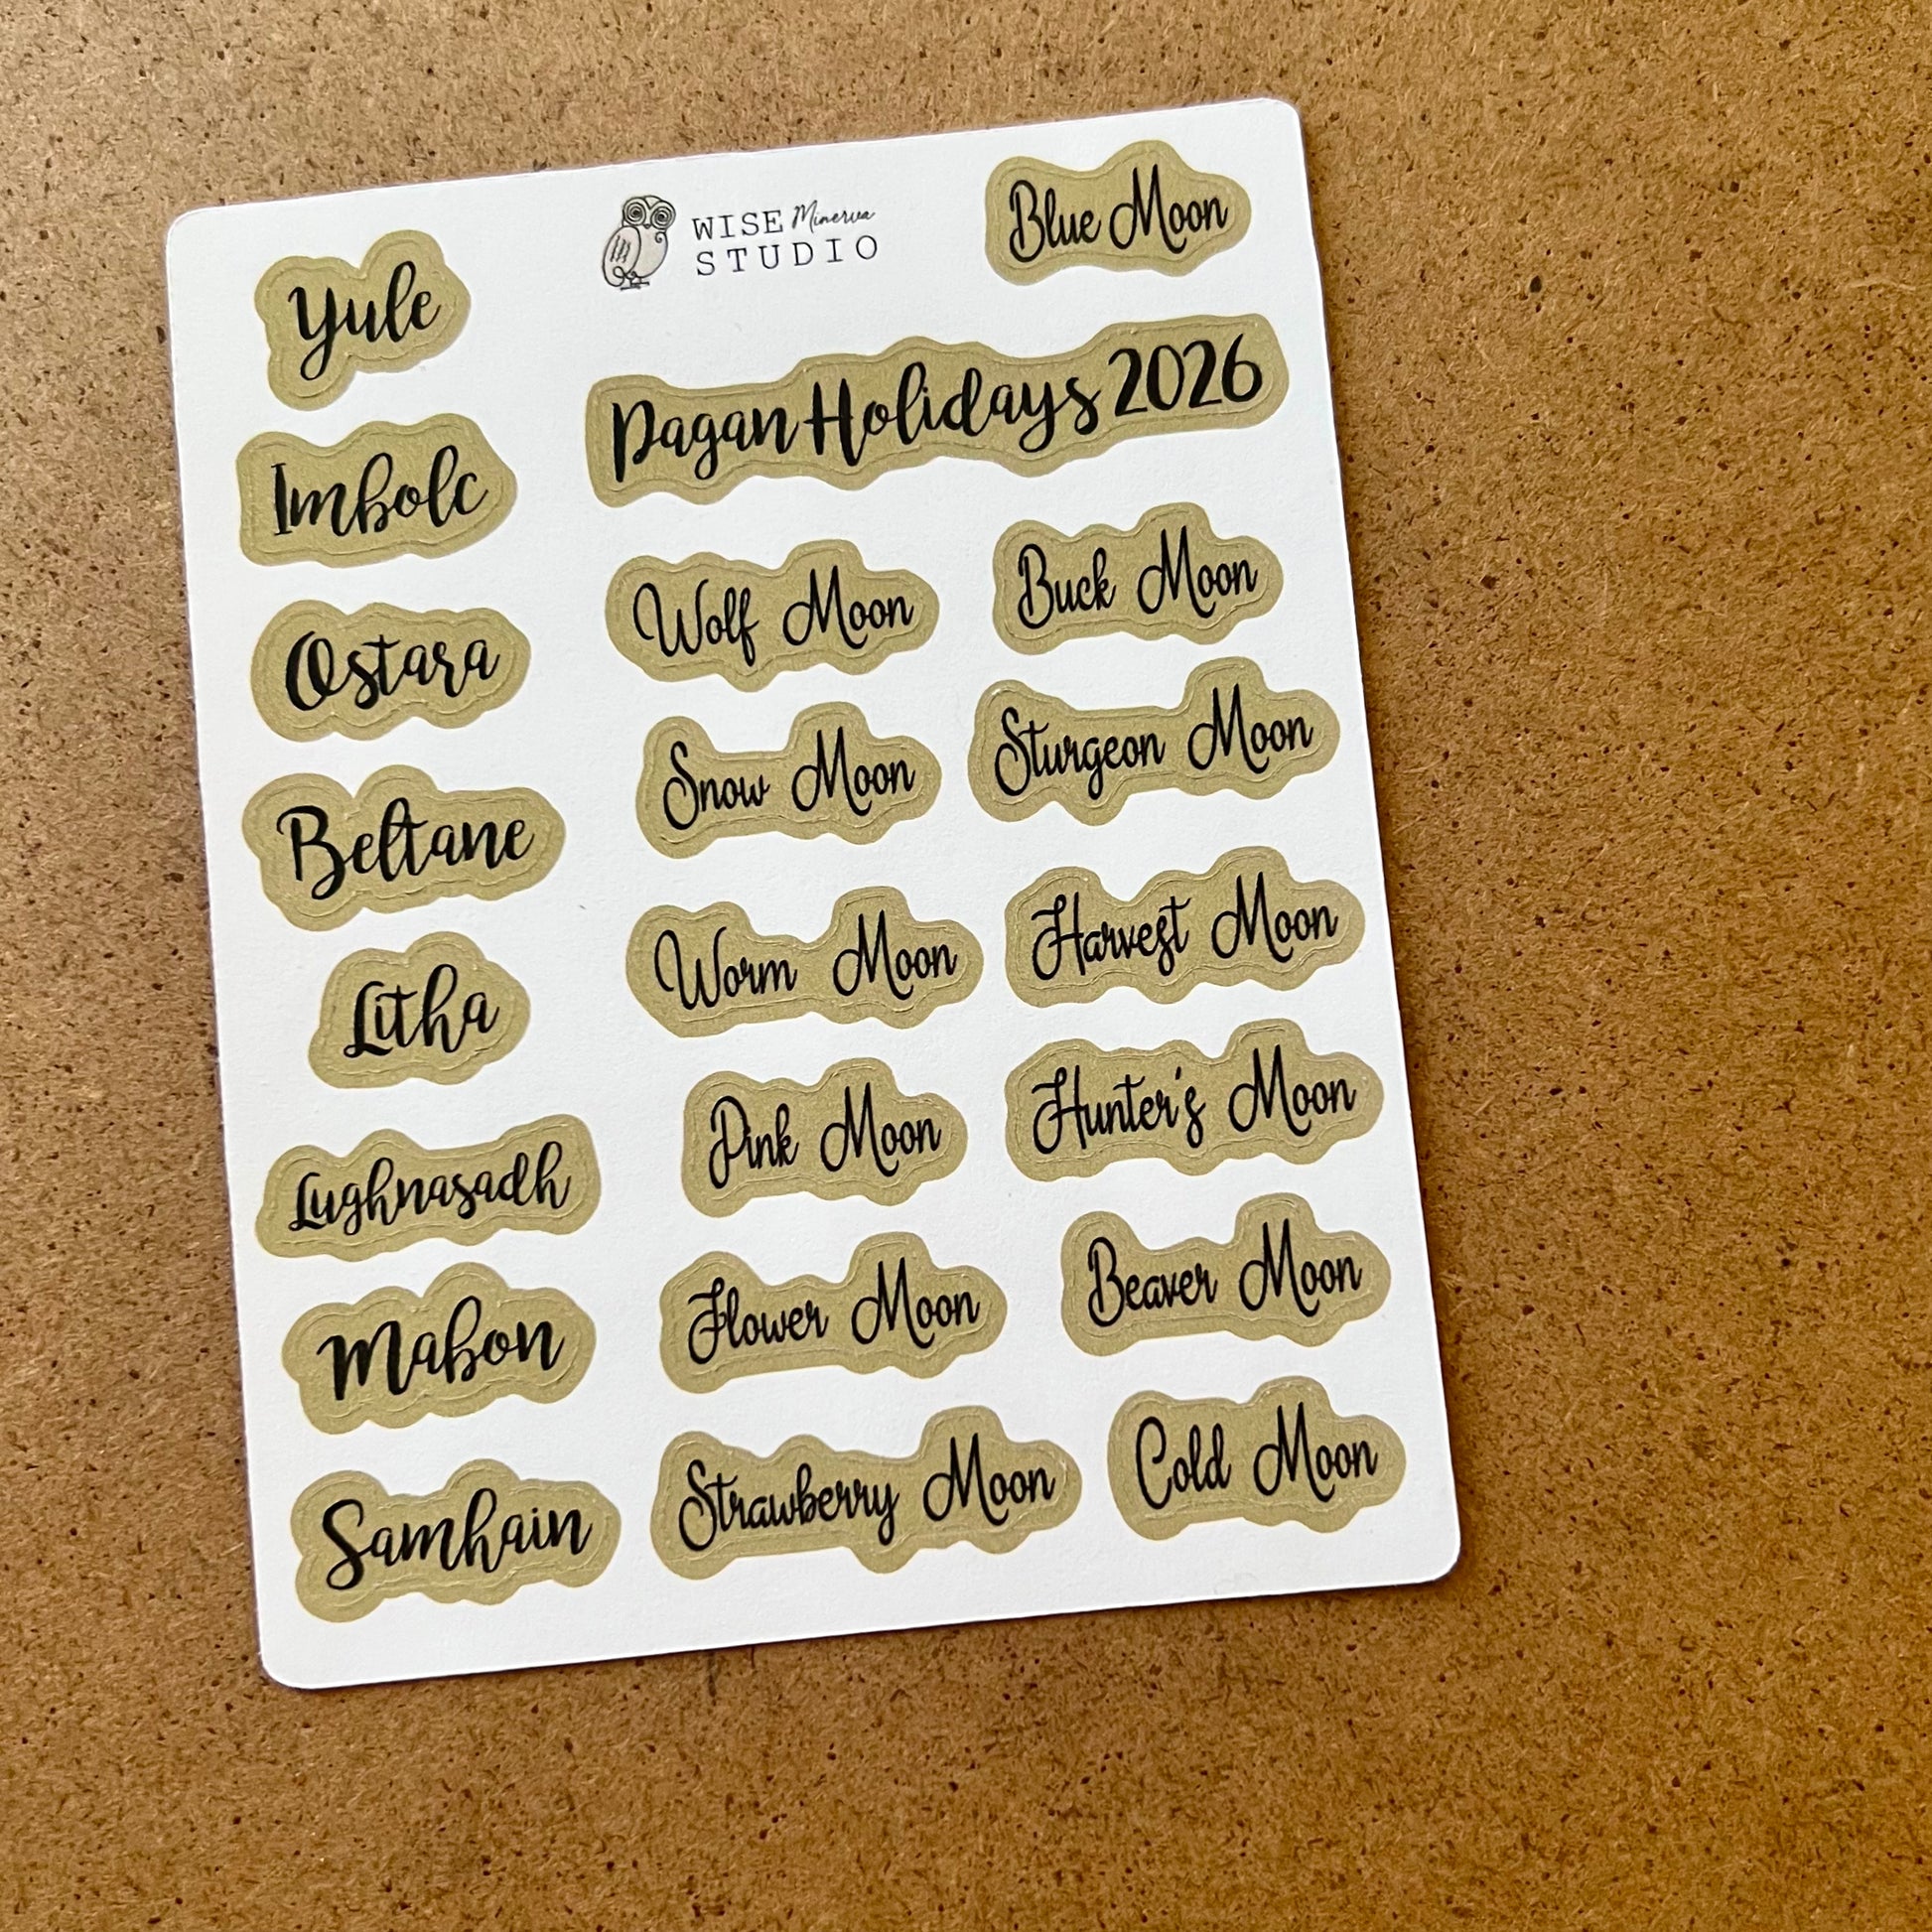 WISE Minerva
STUDIO
Blue Moon
Pagan Holidays 2026
Yule
Imbolc
Ostara
Beltane
Litha
Lughnasadh
Mabon
Samhain
Wolf Moon
Snow Moon
Worm Moon
Pink Moon
Flower Moon
Strawberry Moon
Buck Moon
Sturgeon Moon
Harvest Moon
Hunter's Moon
Beaver Moon
Cold Moon